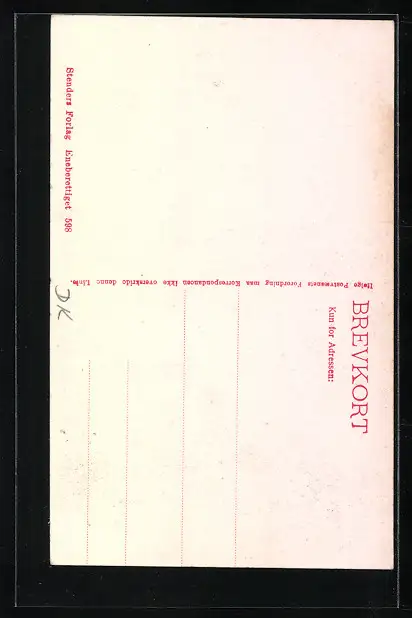 BREVKORT
Kun for Adressen:
Ifølge Postvæsenets Forordning maa Korrespondancen ikke overskride denne Linie.
Stenders Forlag Eneberettiget 598
DK